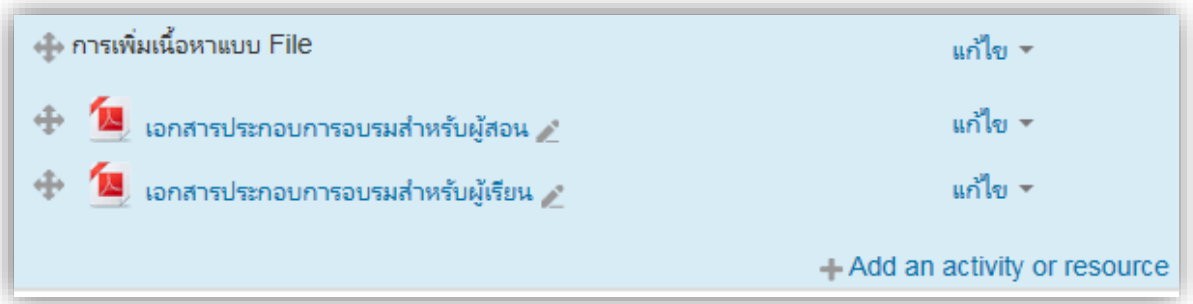 การเพิ่มเนื้อหาแบบ File แก้ไข
เอกสารประกอบการอบรมสำหรับผู้สอน แก้ไข
เอกสารประกอบการอบรมสำหรับผู้เรียน แก้ไข
Add an activity or resource